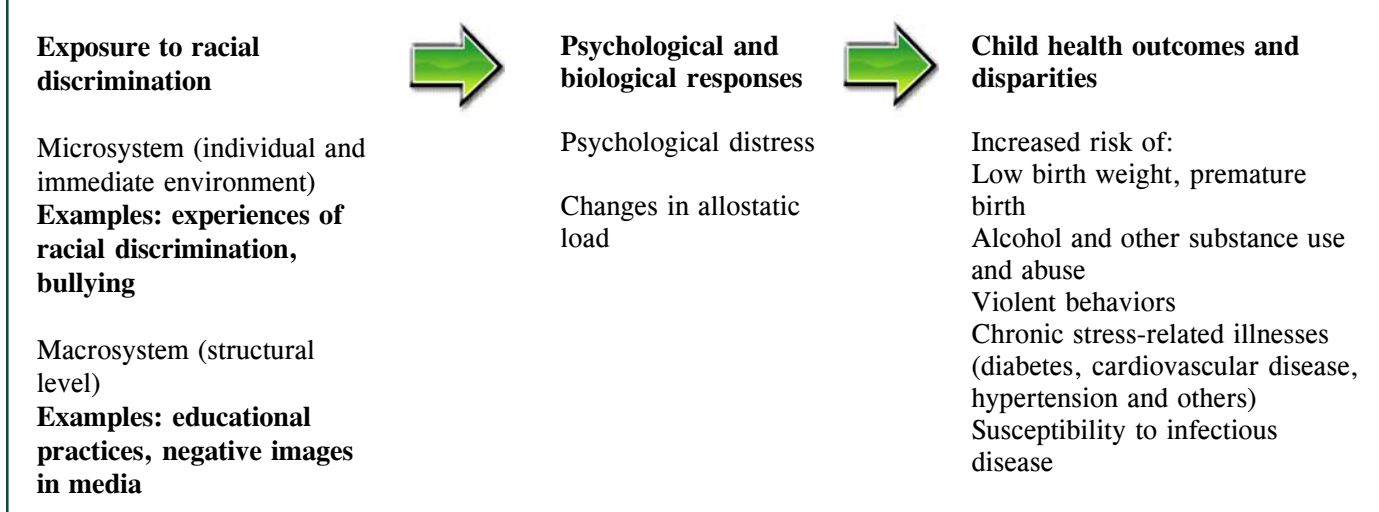 Exposure to racial
discrimination
Microsystem (individual and
immediate environment)
Examples: experiences of
racial discrimination,
bullying
Macrosystem (structural
level)
Examples: educational
practices, negative images
in media
Psychological and
biological responses
Psychological distress
Changes in allostatic
load
Child health outcomes and
disparities
Increased risk of:
Low birth weight, premature
birth
Alcohol and other substance use
and abuse
Violent behaviors
Chronic stress-related illnesses
(diabetes, cardiovascular disease,
hypertension and others)
Susceptibility to infectious
disease